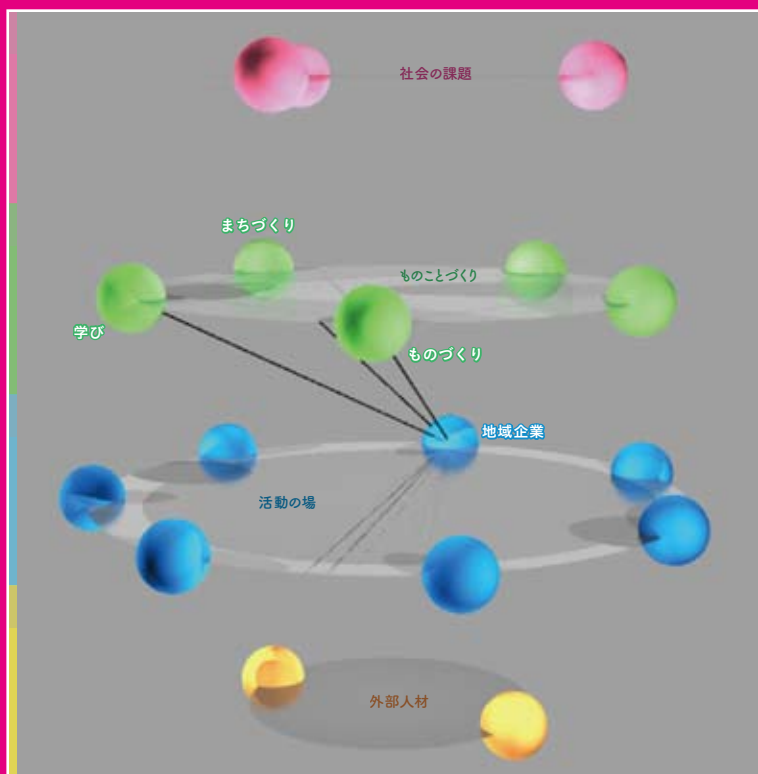 社会の課題
まちづくり
ものことづくり
学び
ものづくり
地域企業
活動の場
外部人材